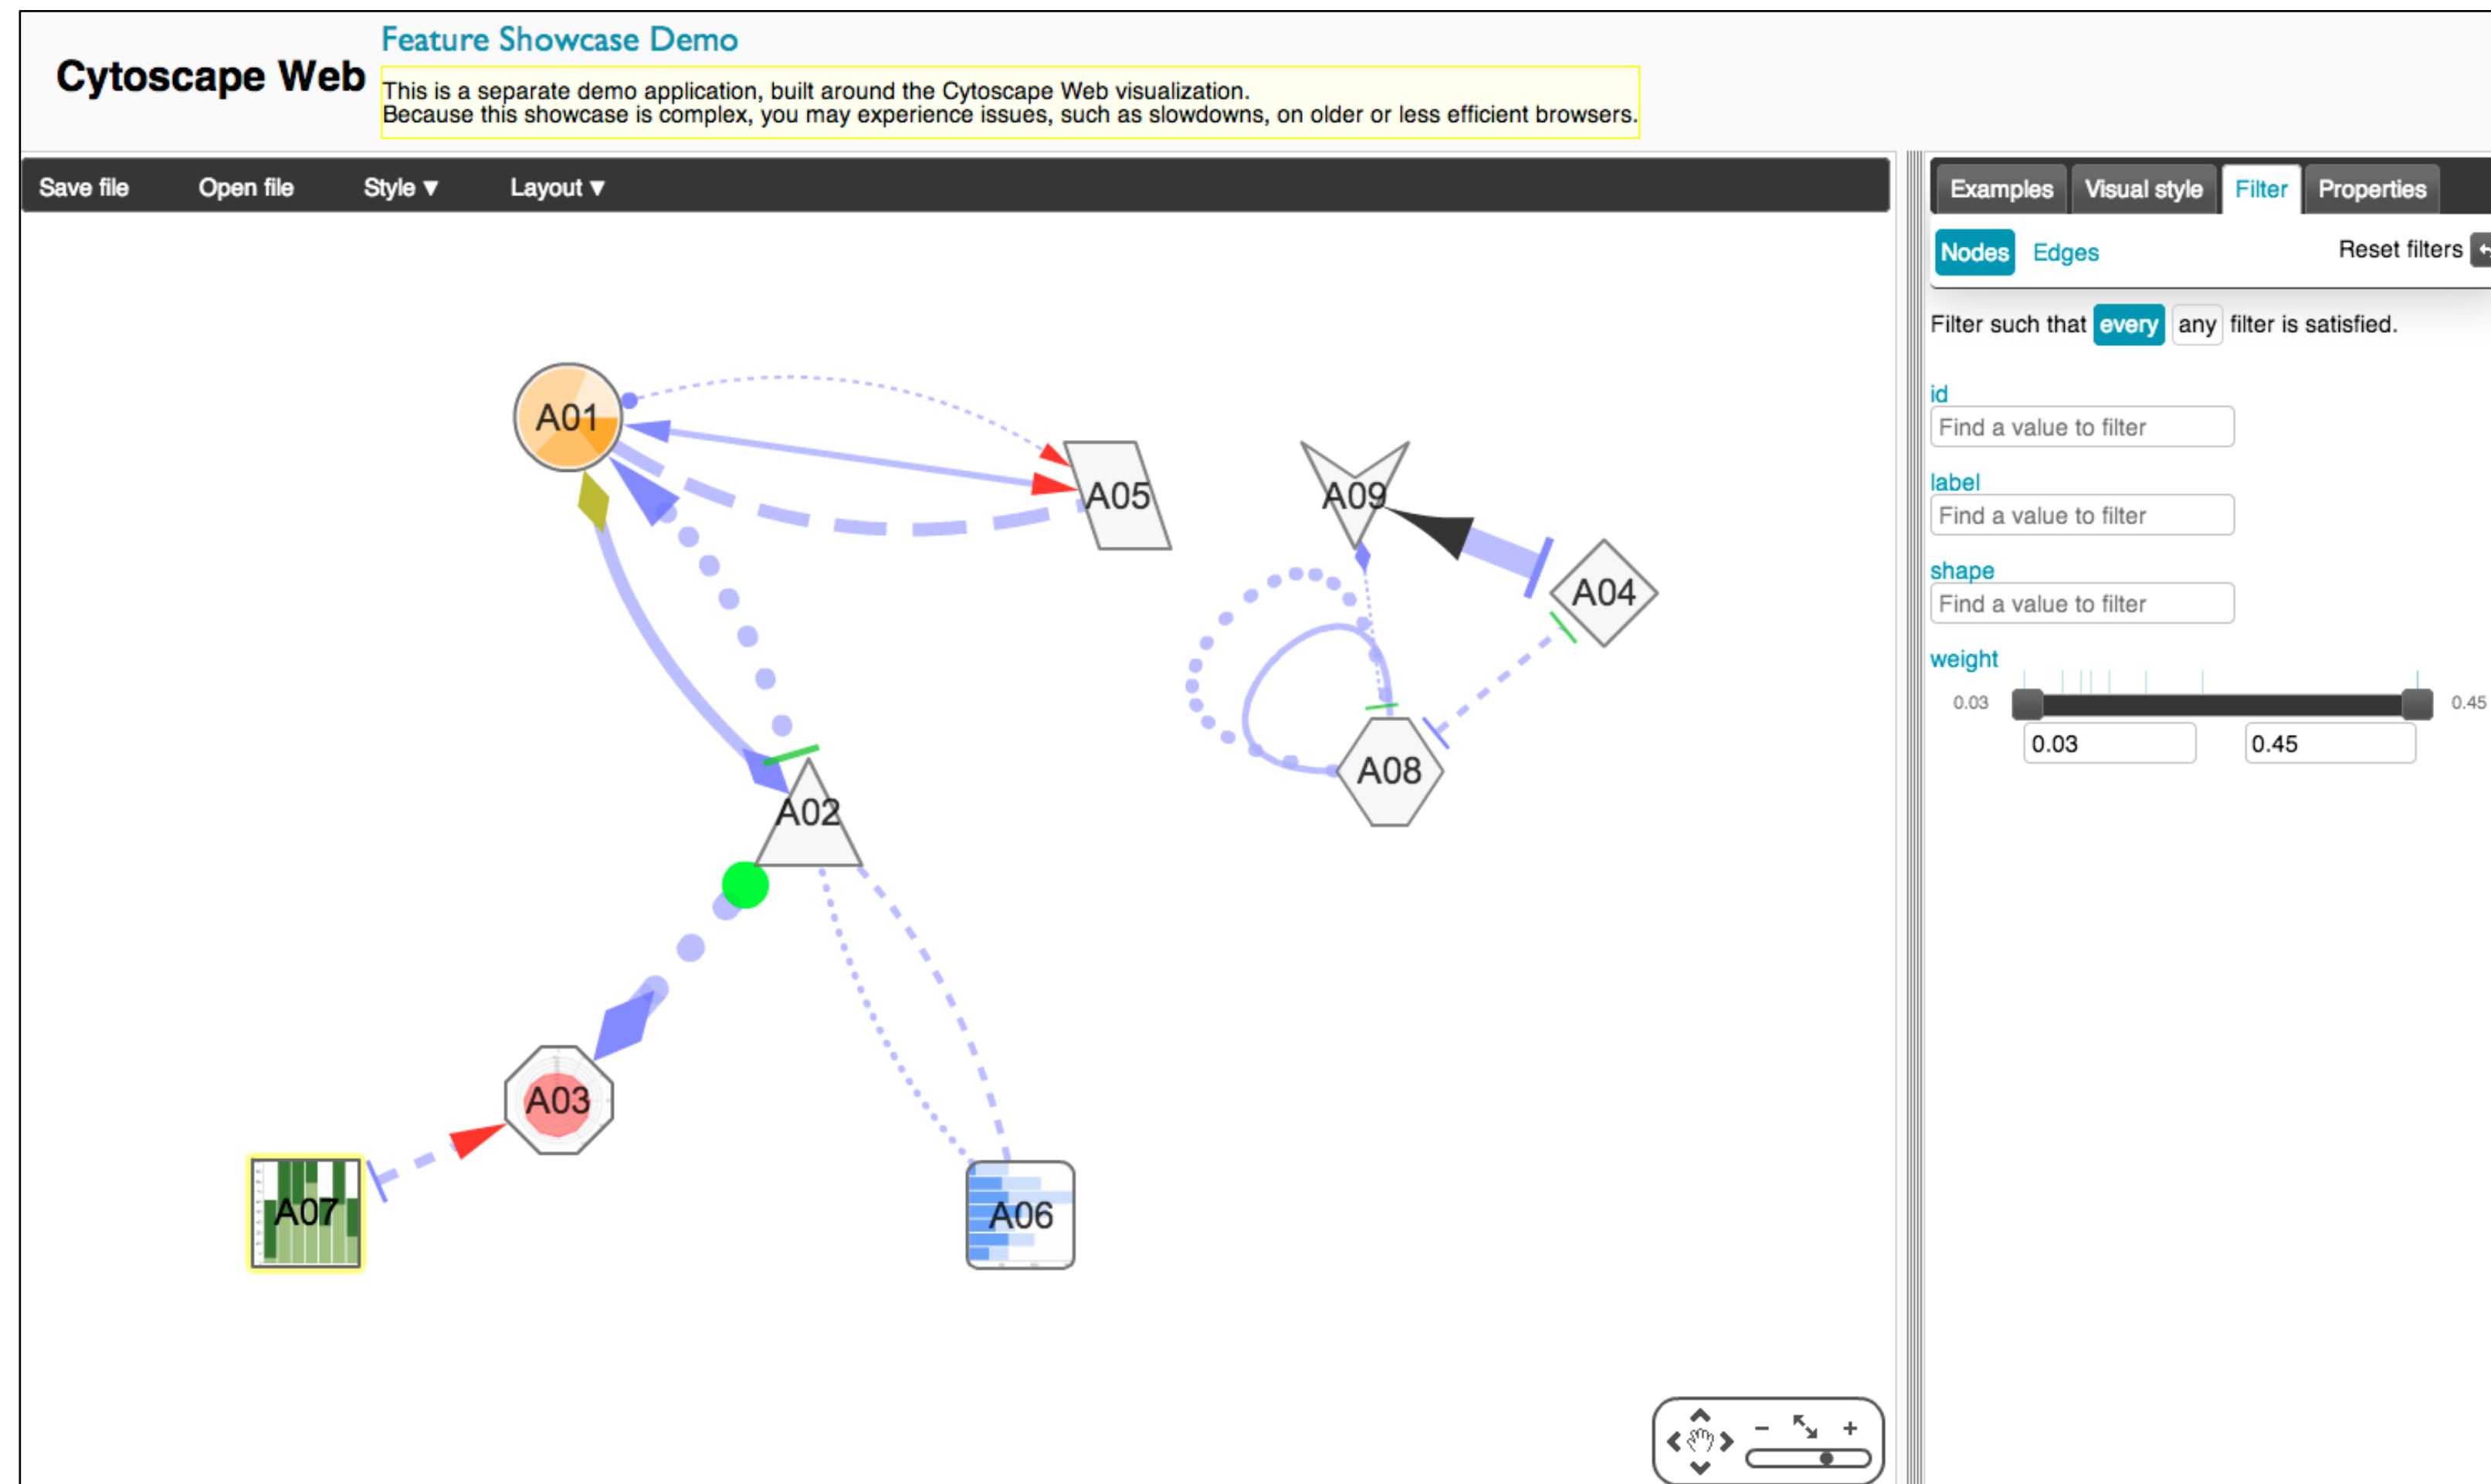 Feature Showcase Demo
Cytoscape Web
This is a separate demo application, built around the Cytoscape Web visualization.
Because this showcase is complex, you may experience issues, such as slowdowns, on older or less efficient browsers.
Save file Open file Style ▼ Layout ▼
Examples Visual style Filter Properties
Nodes Edges Reset filters
Filter such that every any filter is satisfied.
id
Find a value to filter
label
Find a value to filter
shape
Find a value to filter
weight
0.03 0.45
0.03 0.45
A01
A05
A09
A04
A08
A02
A03
A07
A06